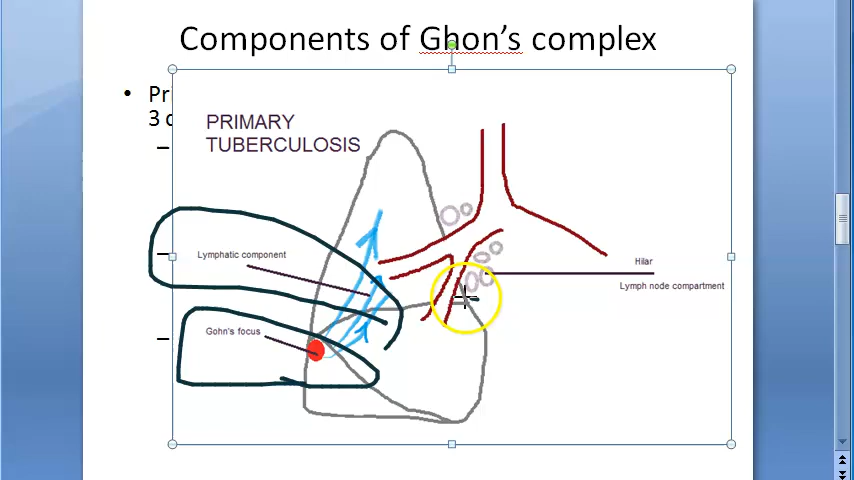 Components of Ghon's complex
• Pr
3 c
–
PRIMARY
TUBERCULOSIS
–
Lymphatic component
Hilar
Lymph node compartment
Gohn's focus
–